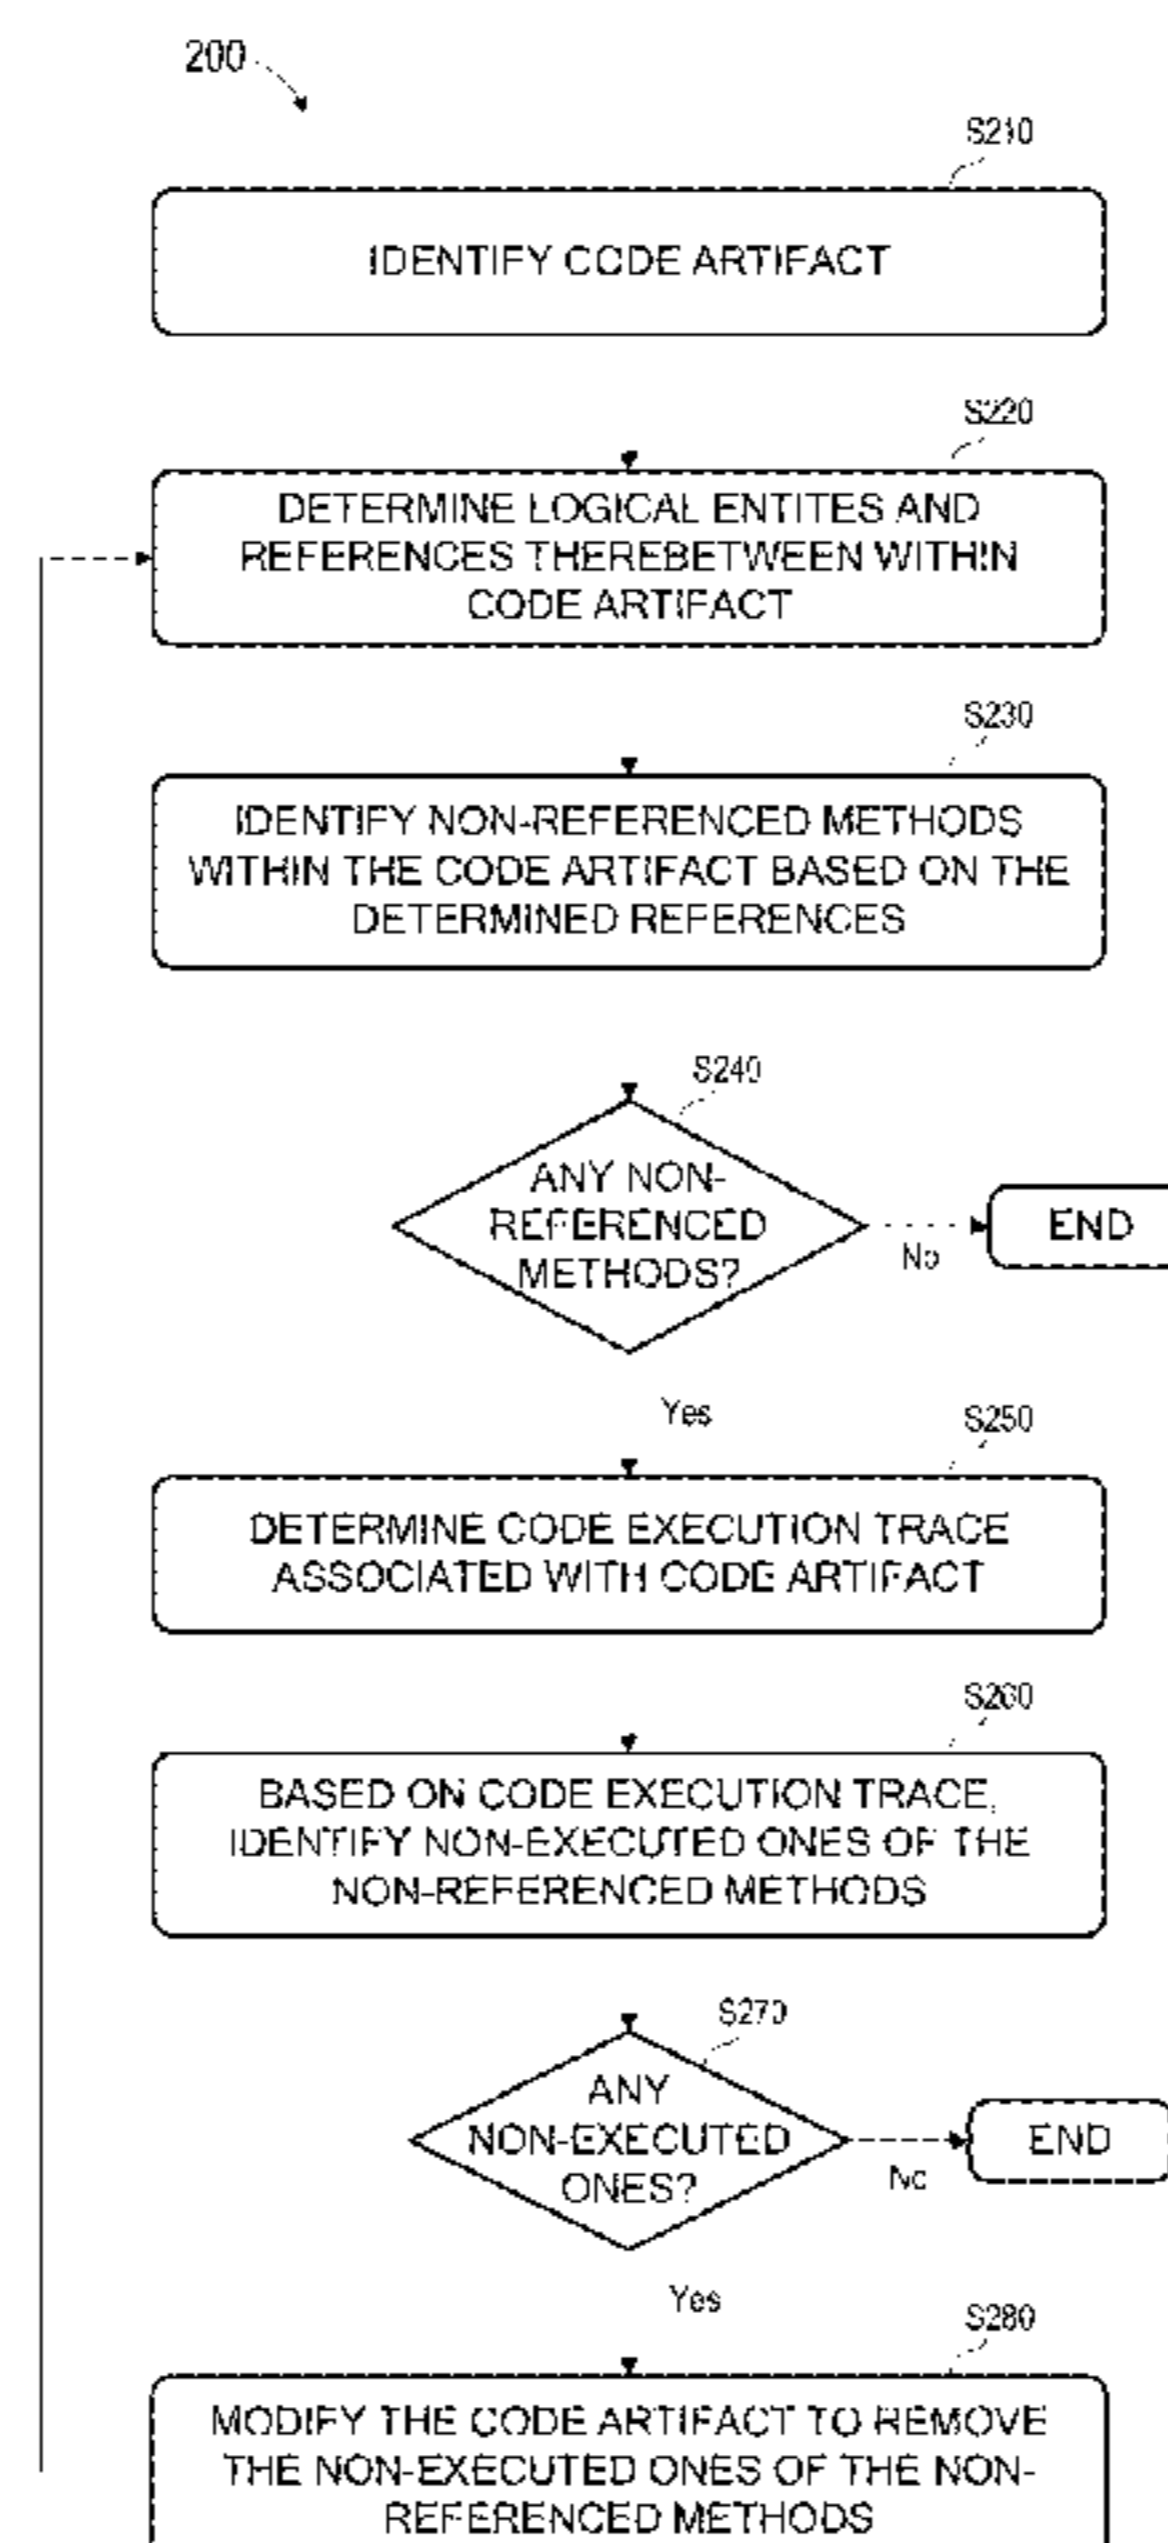 200
S210
IDENTIFY CODE ARTIFACT
S220
DETERMINE LOGICAL ENTITES AND
REFERENCES THEREBETWEEN WITHIN
CODE ARTIFACT
S230
IDENTIFY NON-REFERENCED METHODS
WITHIN THE CODE ARTIFACT BASED ON THE
DETERMINED REFERENCES
S240
ANY NON-
REFERENCED
METHODS?
No
END
Yes
S250
DETERMINE CODE EXECUTION TRACE
ASSOCIATED WITH CODE ARTIFACT
S260
BASED ON CODE EXECUTION TRACE,
IDENTIFY NON-EXECUTED ONES OF THE
NON-REFERENCED METHODS
S270
ANY
NON-EXECUTED
ONES?
No
END
Yes
S280
MODIFY THE CODE ARTIFACT TO REMOVE
THE NON-EXECUTED ONES OF THE NON-
REFERENCED METHODS